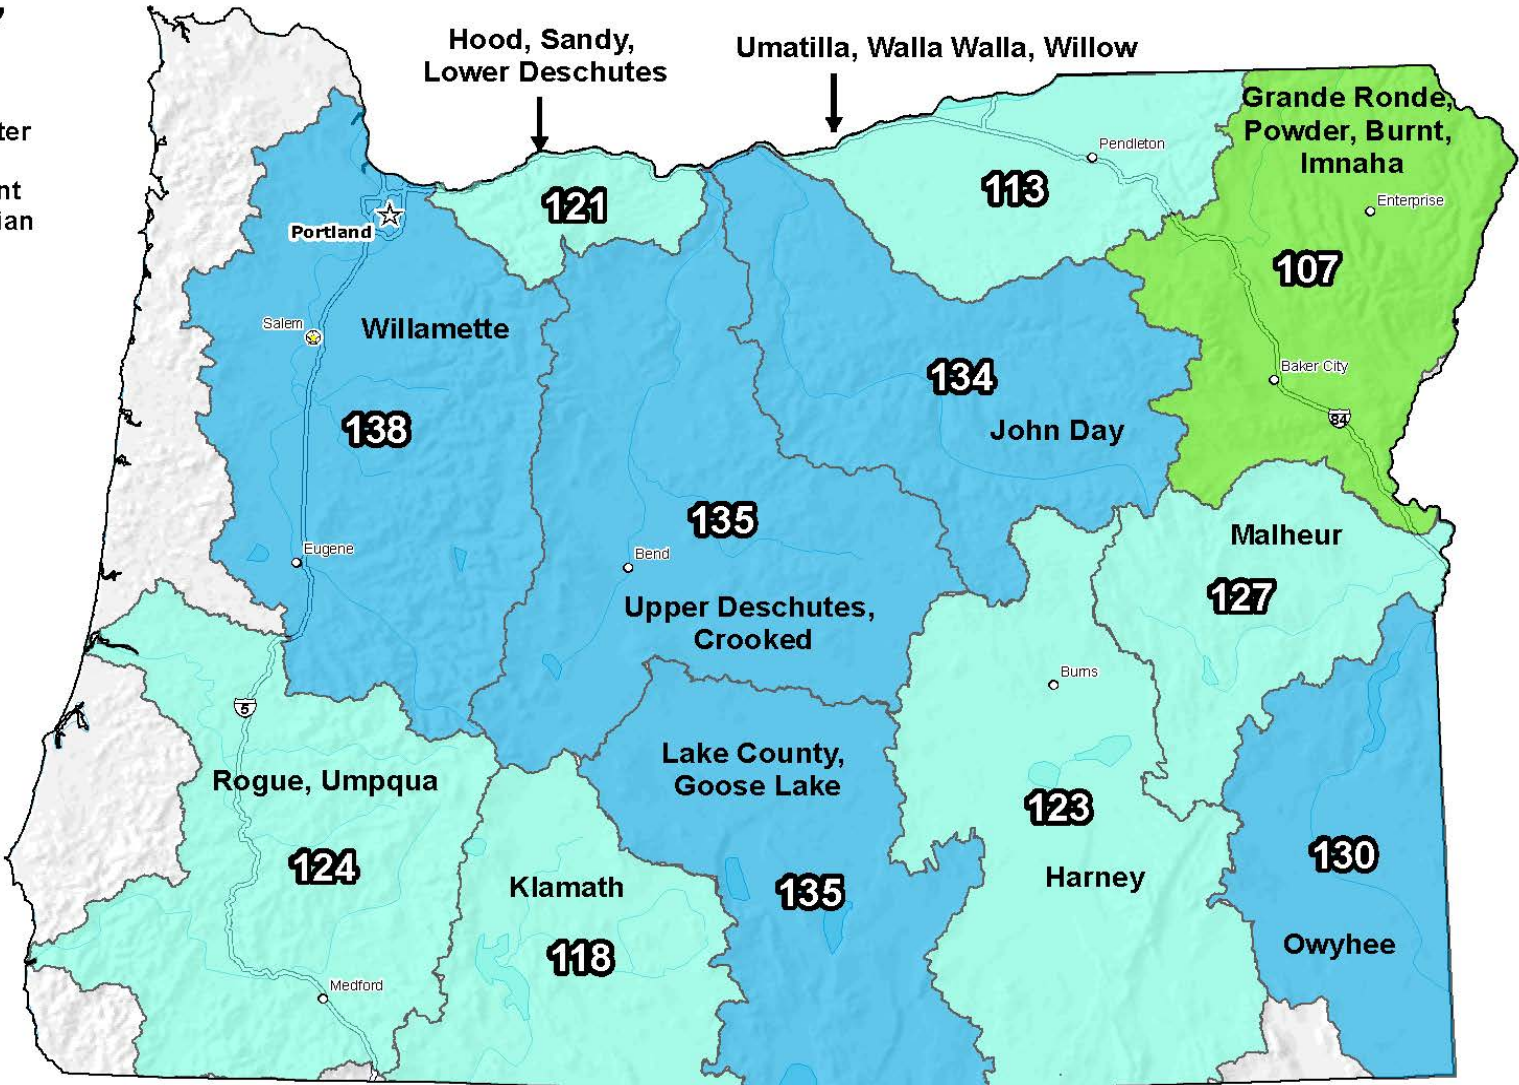 Hood, Sandy,
Lower Deschutes
Umatilla, Walla Walla, Willow
Grande Ronde,
Powder, Burnt,
Imnaha
Pendleton
113
121
Enterprise
Portland
107
Salem
Willamette
134
Baker City
84
John Day
138
135
Bend
Eugene
Malheur
127
Upper Deschutes,
Crooked
Burns
5
Lake County,
Goose Lake
Rogue, Umpqua
123
124
Harney
130
Klamath
135
Owyhee
118
Medford